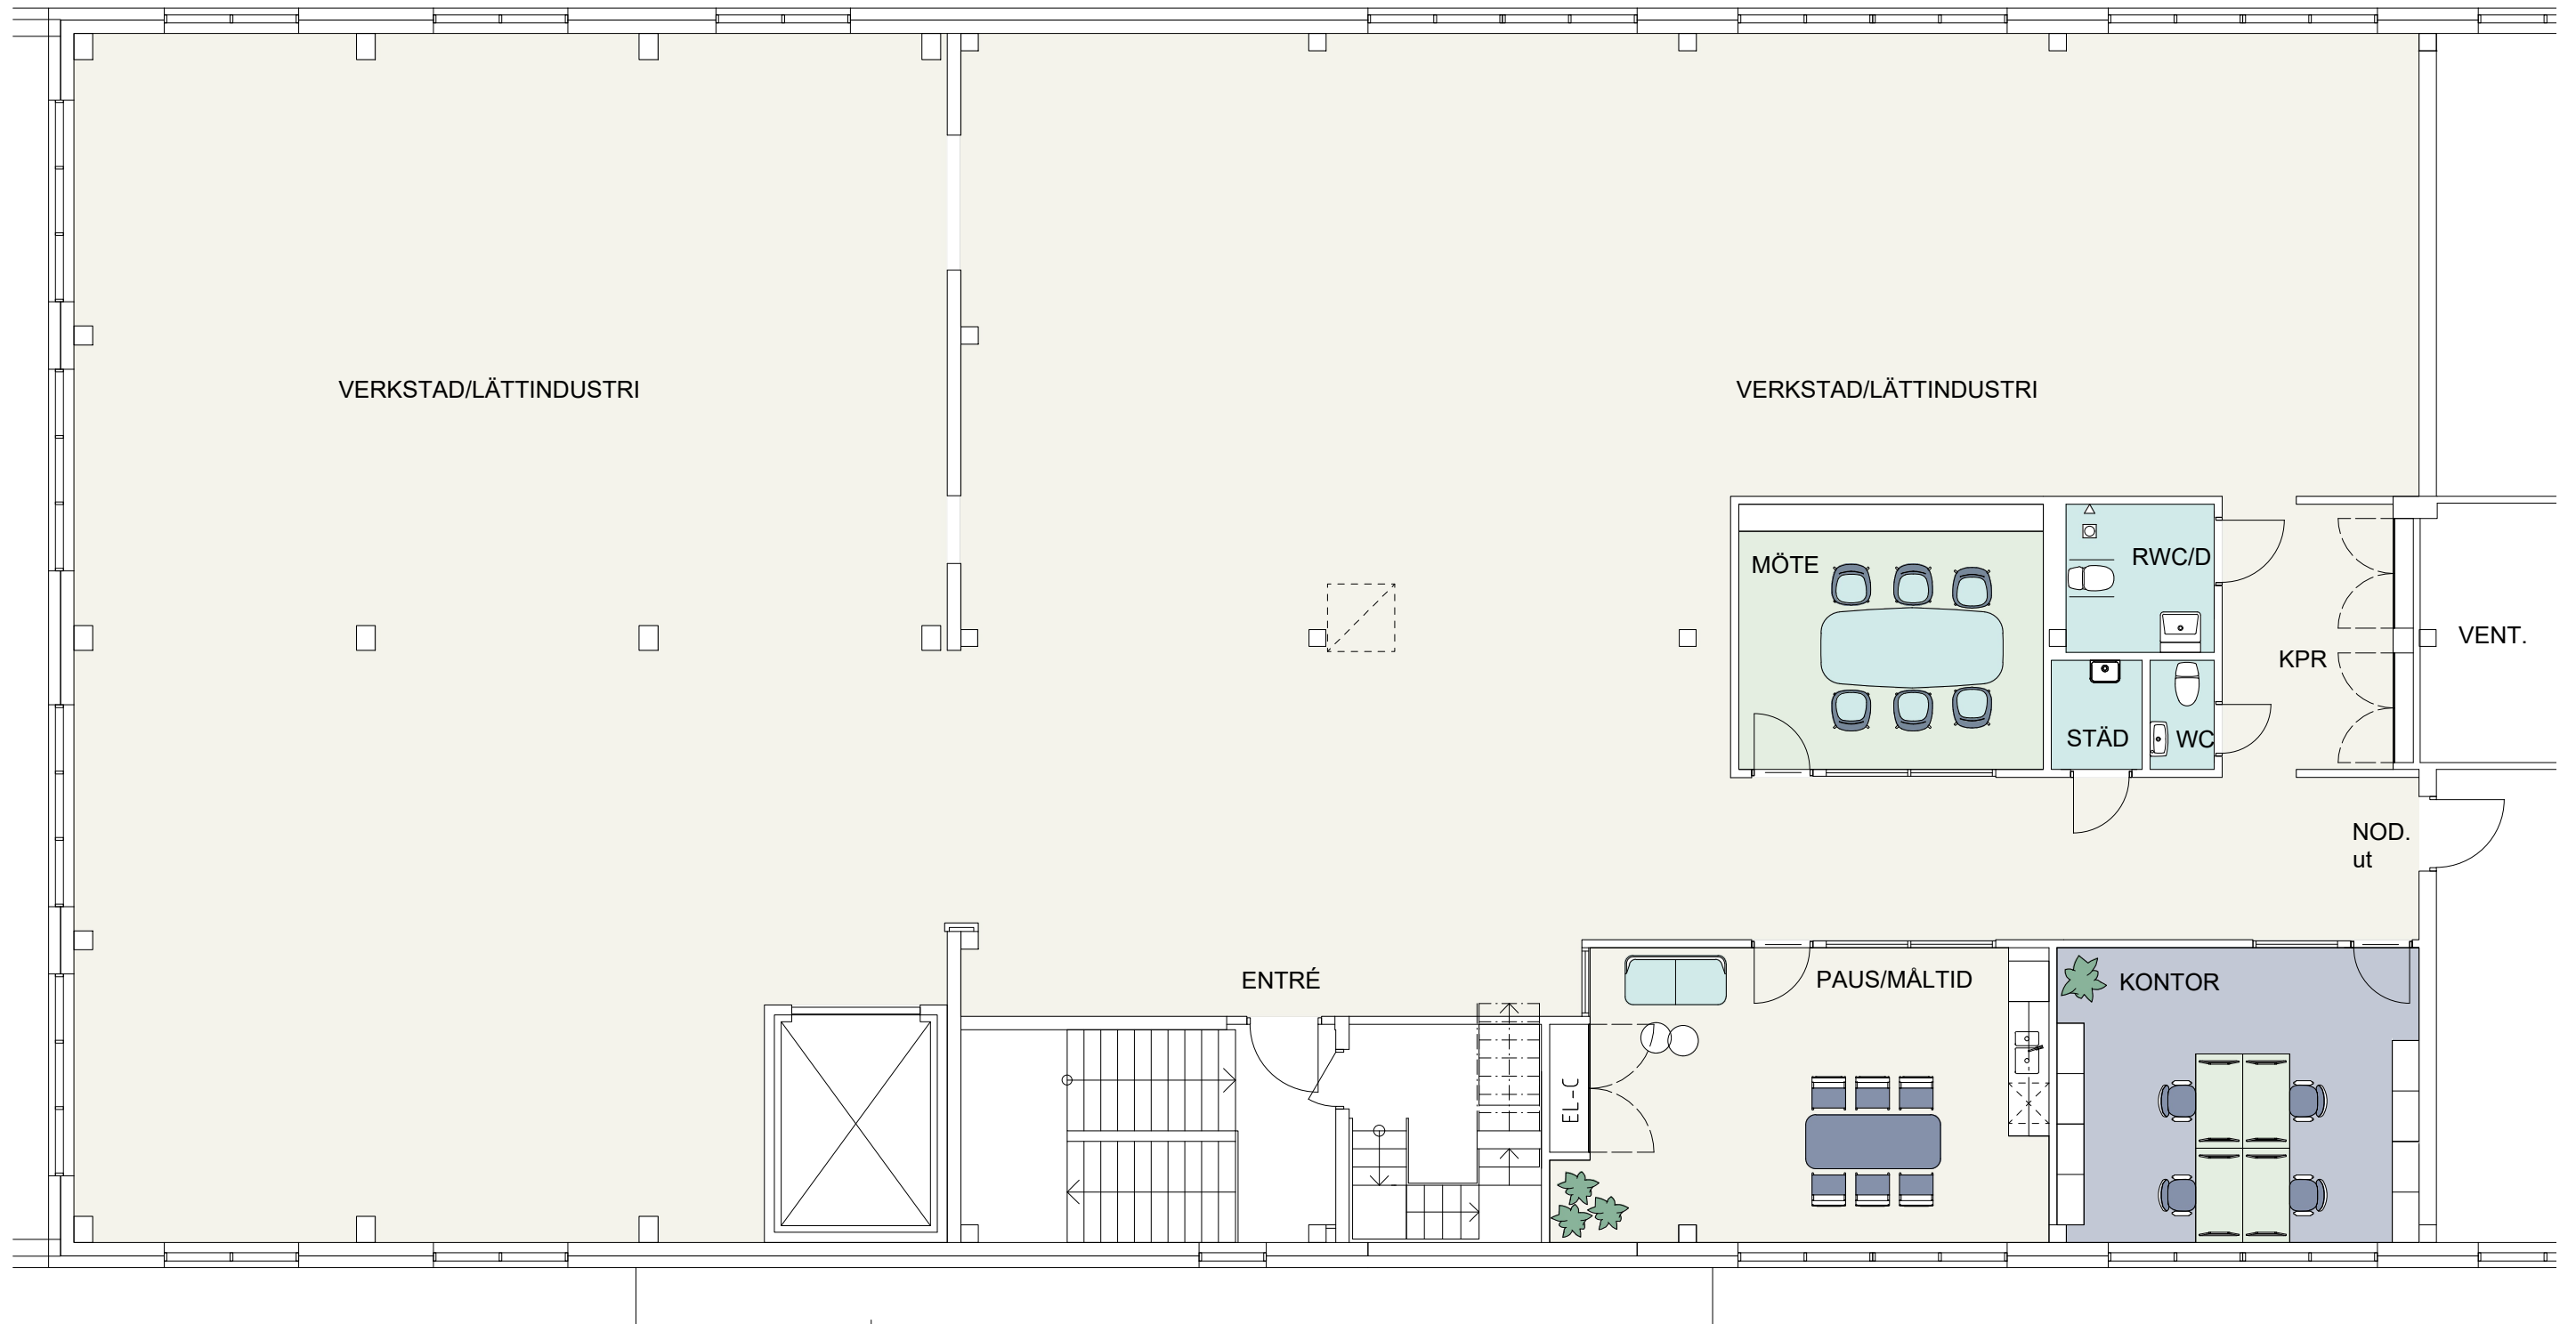 VERKSTAD/LÄTTINDUSTRI
VERKSTAD/LÄTTINDUSTRI
MÖTE
RWC/D
VENT.
KPR
STÄD
WC
NOD.
ut
ENTRÉ
PAUS/MÅLTID
KONTOR
EL-C